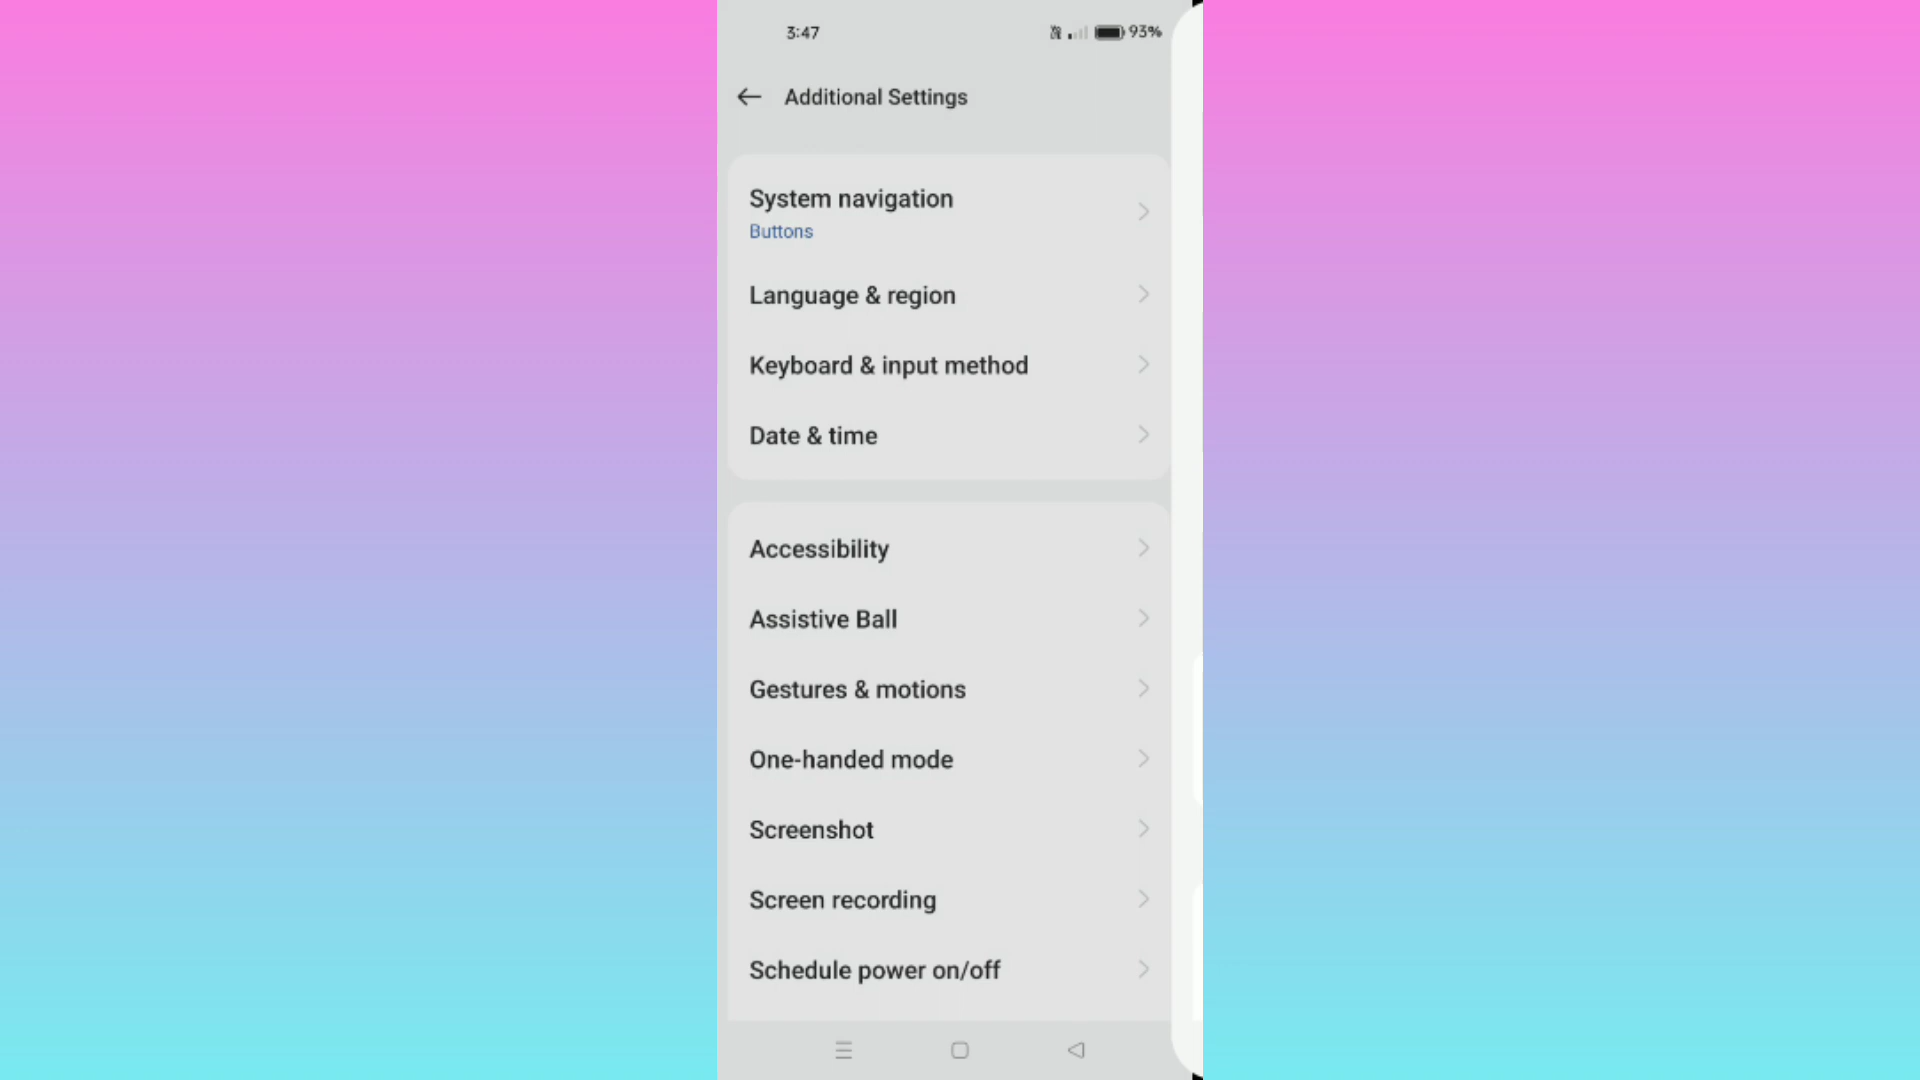 3:47
93%
Additional Settings
System navigation
Buttons
Language & region
Keyboard & input method
Date & time
Accessibility
Assistive Ball
Gestures & motions
One-handed mode
Screenshot
Screen recording
Schedule power on/off